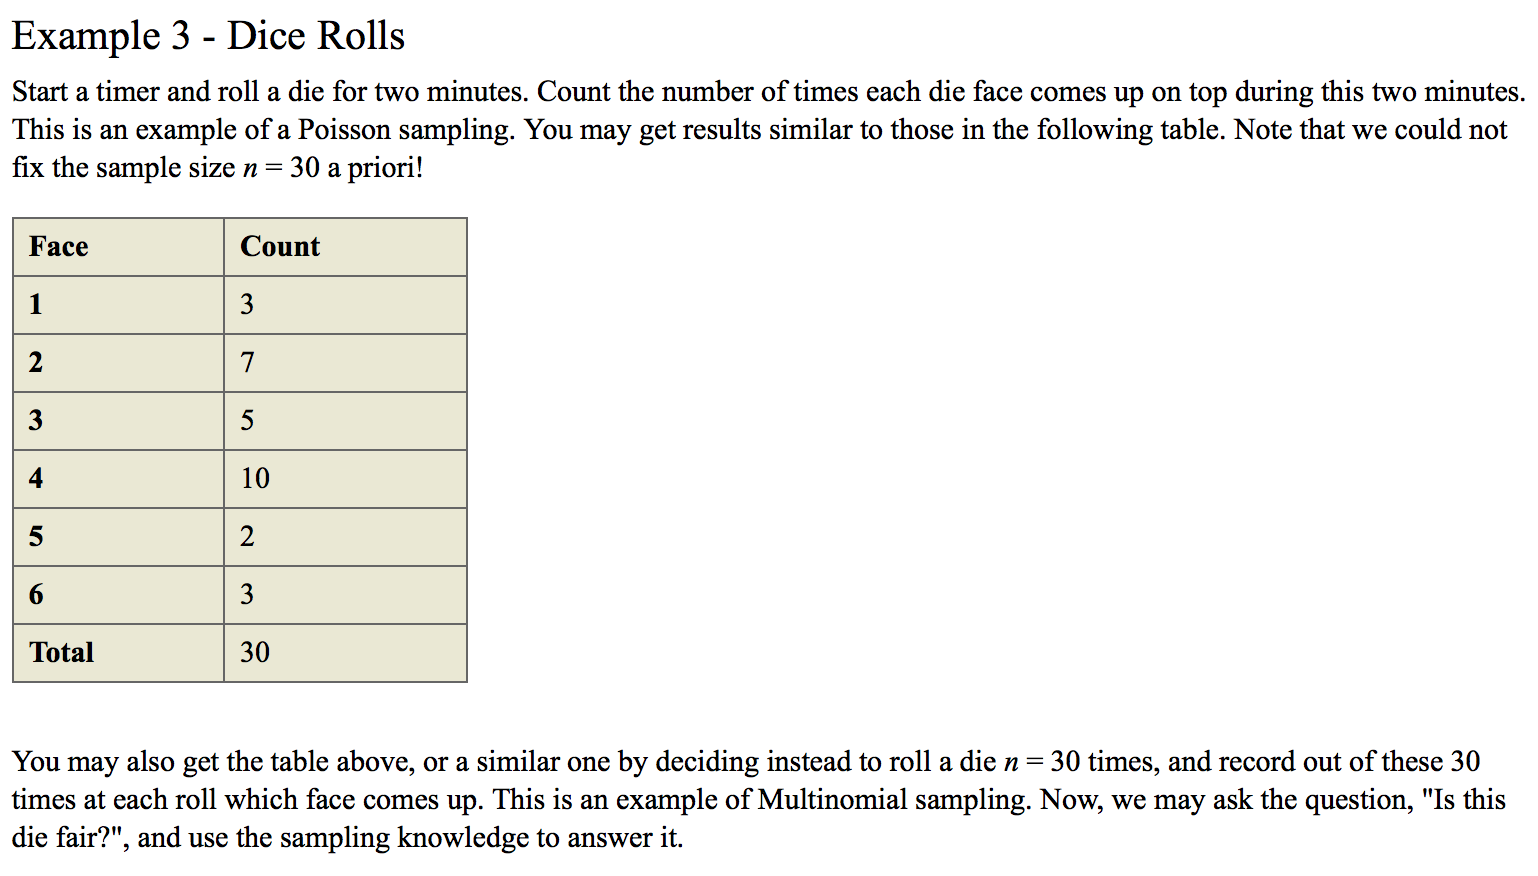 Example 3 - Dice Rolls
Start a timer and roll a die for two minutes. Count the number of times each die face comes up on top during this two minutes.
This is an example of a Poisson sampling. You may get results similar to those in the following table. Note that we could not
fix the sample size n = 30 a priori!
Face Count
1 3
2 7
3 5
4 10
5 2
6 3
Total 30
You may also get the table above, or a similar one by deciding instead to roll a die n = 30 times, and record out of these 30
times at each roll which face comes up. This is an example of Multinomial sampling. Now, we may ask the question, "Is this
die fair?", and use the sampling knowledge to answer it.